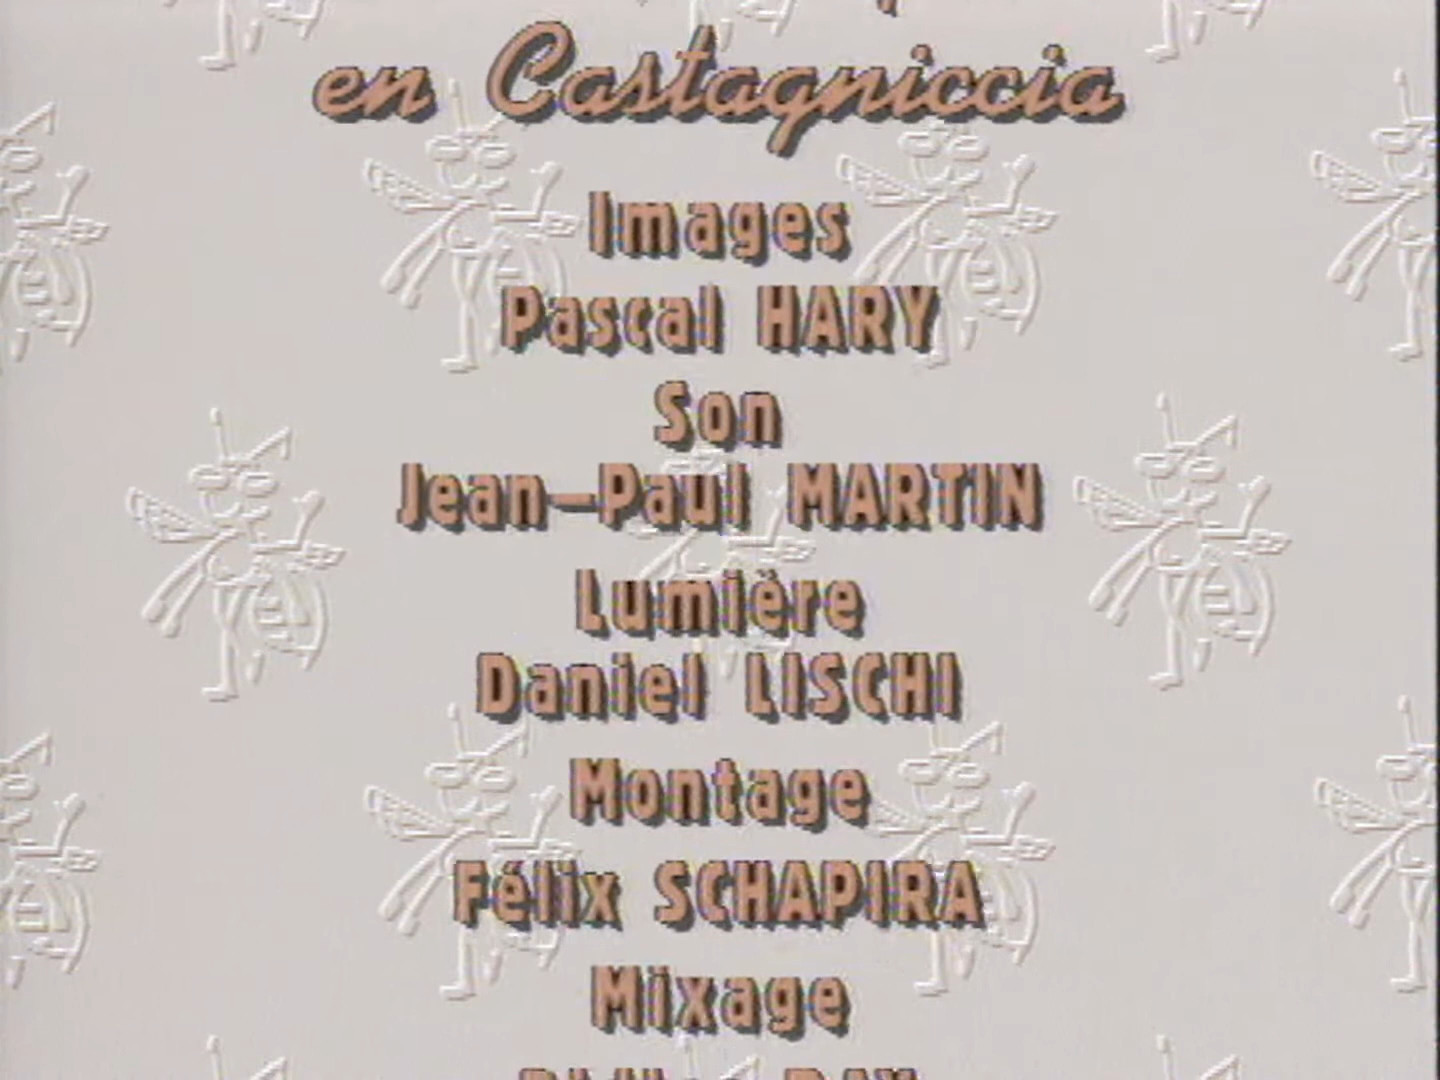 en Castagniccia
Images
Pascal HARY
Son
Jean-Paul MARTIN
Lumière
Daniel LISCHI
Montage
Félix SCHAPIRA
Mixage